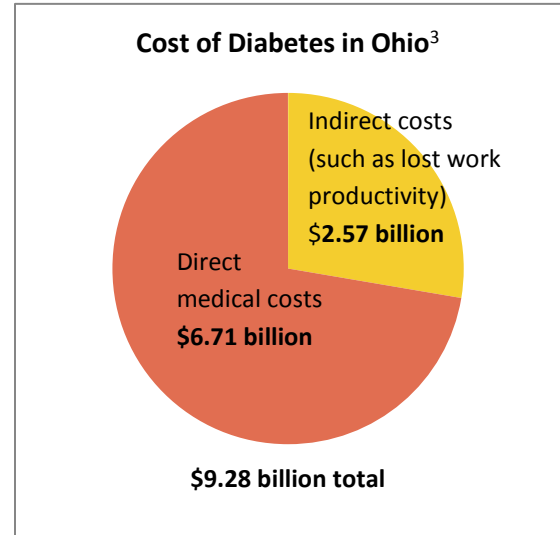 Cost of Diabetes in Ohio³
Indirect costs
(such as lost work
productivity)
$2.57 billion
Direct
medical costs
$6.71 billion
$9.28 billion total